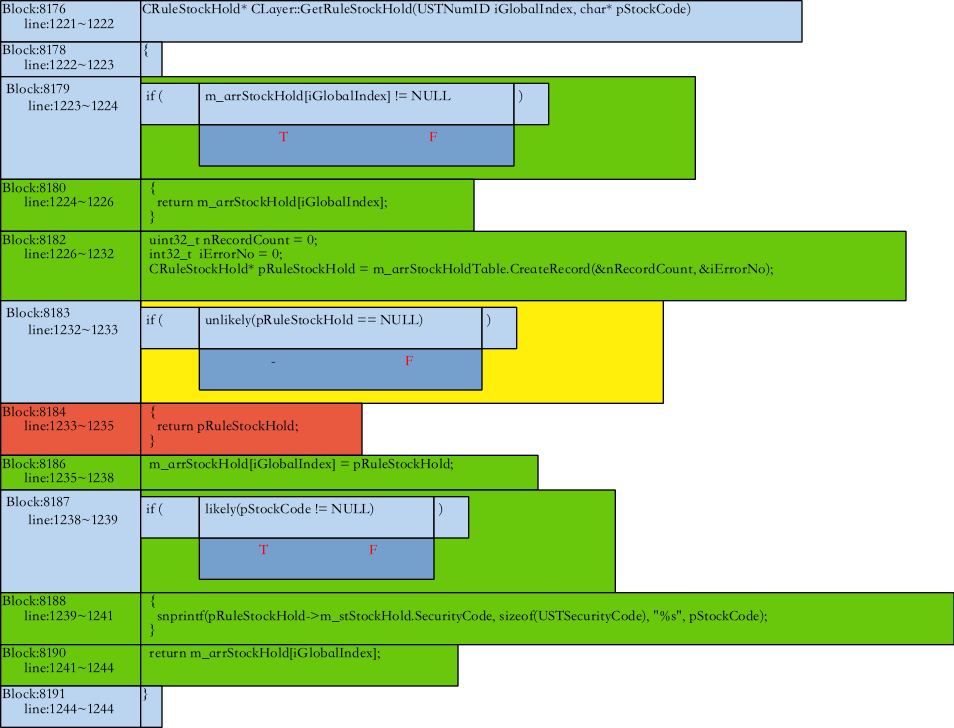 Block:8176
line:1221~1222
CRuleStockHold* CLayer::GetRuleStockHold(USTNumID iGlobalIndex, char* pStockCode)
Block:8178
line:1222~1223
{
Block:8179
line:1223~1224
if ( m_arrStockHold[iGlobalIndex] != NULL )
T F
Block:8180
line:1224~1226
{
return m_arrStockHold[iGlobalIndex];
}
Block:8182
line:1226~1232
uint32_t nRecordCount = 0;
int32_t iErrorNo = 0;
CRuleStockHold* pRuleStockHold = m_arrStockHoldTable.CreateRecord(&nRecordCount, &iErrorNo);
Block:8183
line:1232~1233
if ( unlikely(pRuleStockHold == NULL) )
- F
Block:8184
line:1233~1235
{
return pRuleStockHold;
}
Block:8186
line:1235~1238
m_arrStockHold[iGlobalIndex] = pRuleStockHold;
Block:8187
line:1238~1239
if ( likely(pStockCode != NULL) )
T F
Block:8188
line:1239~1241
{
snprintf(pRuleStockHold->m_stStockHold.SecurityCode, sizeof(USTSecurityCode), "%s", pStockCode);
}
Block:8190
line:1241~1244
return m_arrStockHold[iGlobalIndex];
Block:8191
line:1244~1244
}